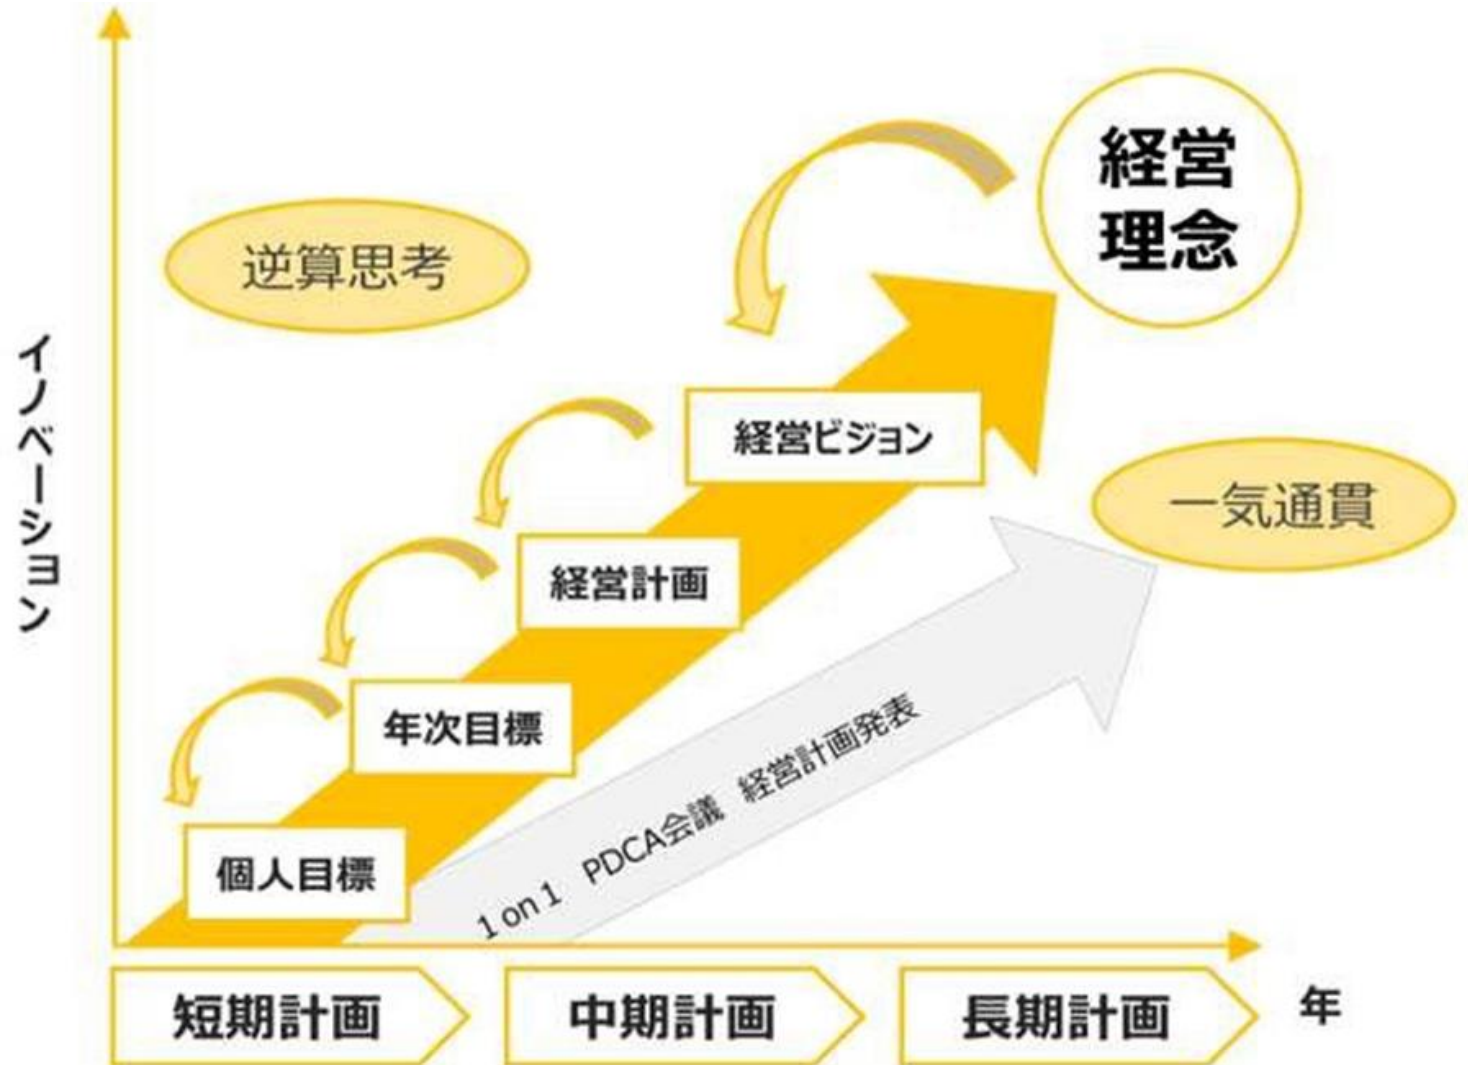 経営
理念
逆算思考
イノベーション
経営ビジョン
一気通貫
経営計画
年次目標
1 on 1 PDCA会議 経営計画発表
個人目標
短期計画
中期計画
長期計画
年